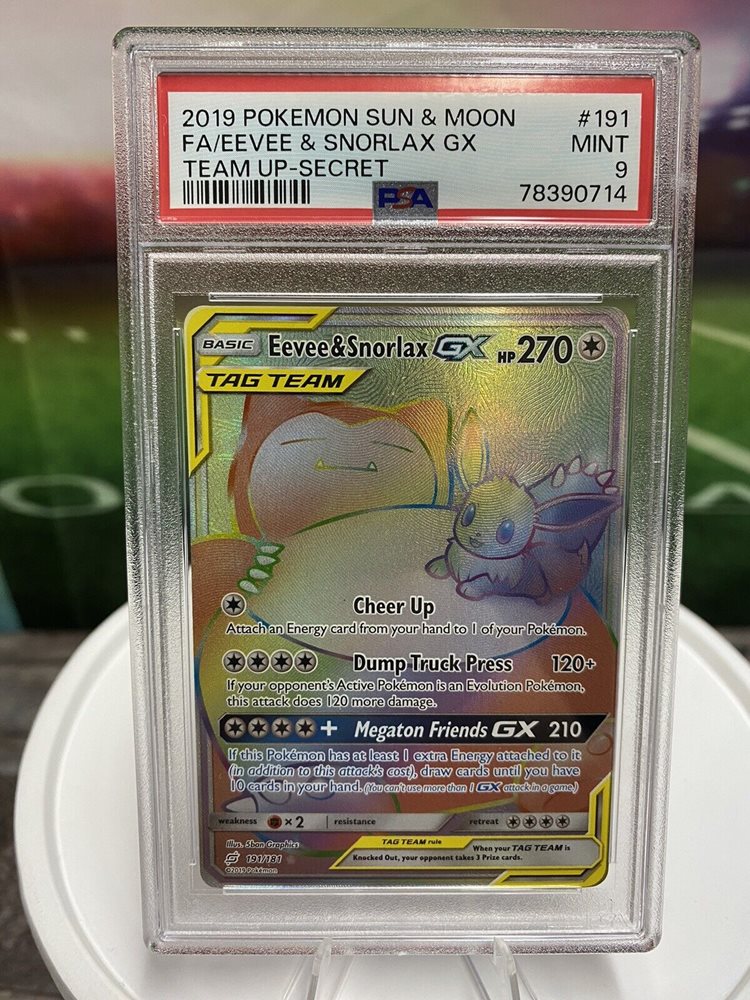 2019 POKEMON SUN & MOON #191
FA/EEVEE & SNORLAX GX MINT
TEAM UP-SECRET 9
PSA 78390714
BASIC Eevee&Snorlax GX HP 270
TAG TEAM
Cheer Up
Attach an Energy card from your hand to 1 of your Pokémon.
Dump Truck Press 120+
If your opponent's Active Pokémon is an Evolution Pokémon,
this attack does 120 more damage.
+ Megaton Friends GX 210
If this Pokémon has at least 1 extra Energy attached to it
(in addition to this attack's cost), draw cards until you have
10 cards in your hand. (You can't use more than 1 GX attack in a game.)
weakness ×2 resistance retreat
Illus. 5ban Graphics
TAG TEAM rule When your TAG TEAM is
Knocked Out, your opponent takes 3 Prize cards.
191/181
©2019 Pokémon